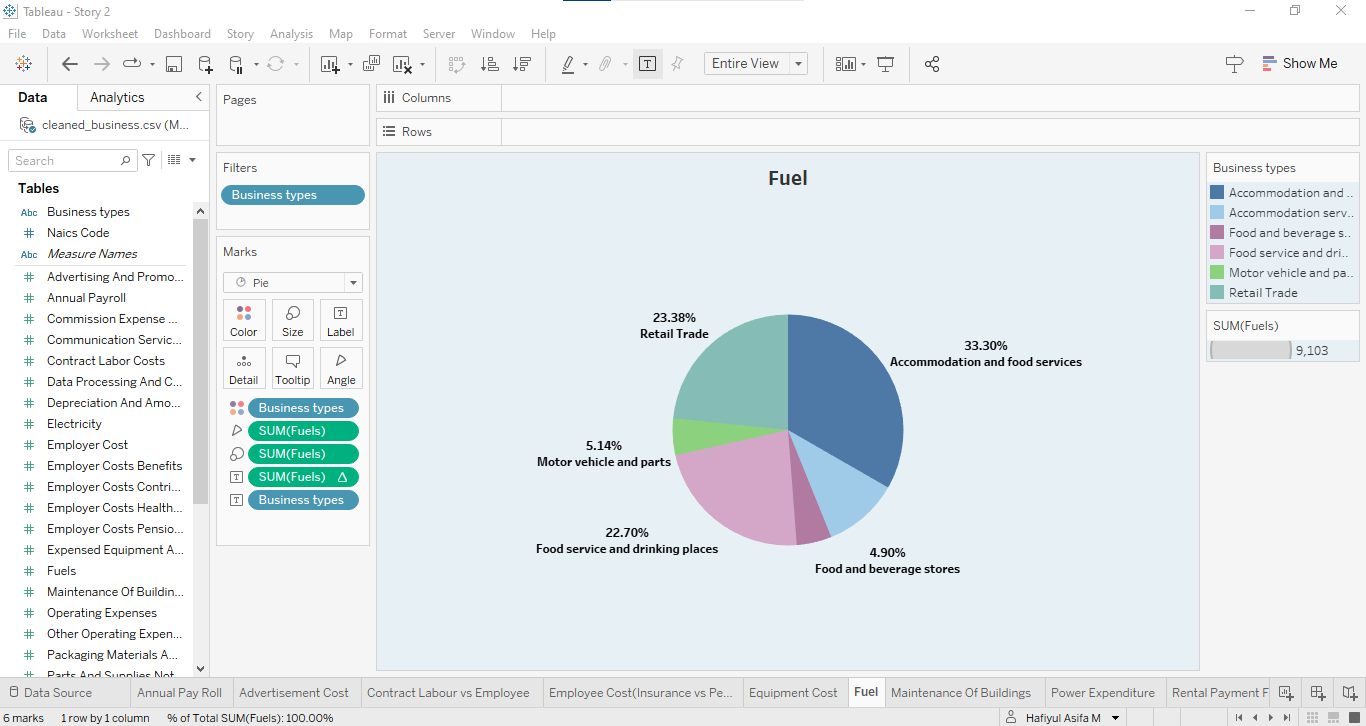 Tableau - Story 2
File Data Worksheet Dashboard Story Analysis Map Format Server Window Help
Entire View
Show Me
Data Analytics
cleaned_business.csv (M...
Search
Tables
Abc Business types
# Naics Code
Abc Measure Names
# Advertising And Promo...
# Annual Payroll
# Commission Expense ...
# Communication Servic...
# Contract Labor Costs
# Data Processing And C...
# Depreciation And Amo...
# Electricity
# Employer Cost
# Employer Costs Benefits
# Employer Costs Contri...
# Employer Costs Health...
# Employer Costs Pensio...
# Expensed Equipment A...
# Fuels
# Maintenance Of Buildin...
# Operating Expenses
# Other Operating Expen...
# Packaging Materials A...
# Parts And Supplies Not
Pages
Filters
Business types
Marks
Pie
Color Size Label
Detail Tooltip Angle
Business types
SUM(Fuels)
SUM(Fuels)
T SUM(Fuels) Δ
T Business types
Columns
Rows
Fuel
23.38%
Retail Trade
33.30%
Accommodation and food services
5.14%
Motor vehicle and parts
22.70%
Food service and drinking places
4.90%
Food and beverage stores
Business types
Accommodation and ..
Accommodation serv..
Food and beverage s..
Food service and dri..
Motor vehicle and pa..
Retail Trade
SUM(Fuels)
9,103
Data Source Annual Pay Roll Advertisement Cost Contract Labour vs Employee Employee Cost(Insurance vs Pe... Equipment Cost Fuel Maintenance Of Buildings Power Expenditure Rental Payment F
6 marks 1 row by 1 column % of Total SUM(Fuels): 100.00% Hafiyul Asifa M